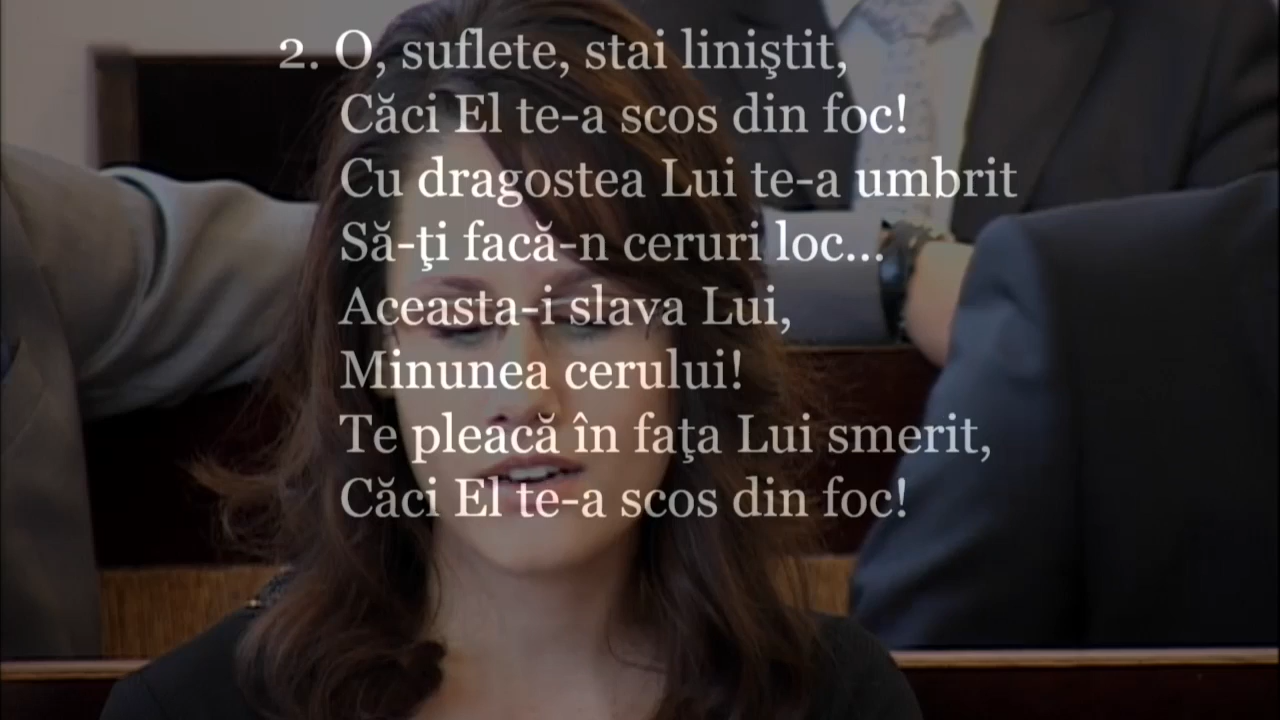 2. O, suflete, stai liniştit,
Căci El te-a scos din foc!
Cu dragostea Lui te-a umbrit
Să-ţi facă-n ceruri loc...
Aceasta-i slava Lui,
Minunea cerului!
Te pleacă în faţa Lui smerit,
Căci El te-a scos din foc!